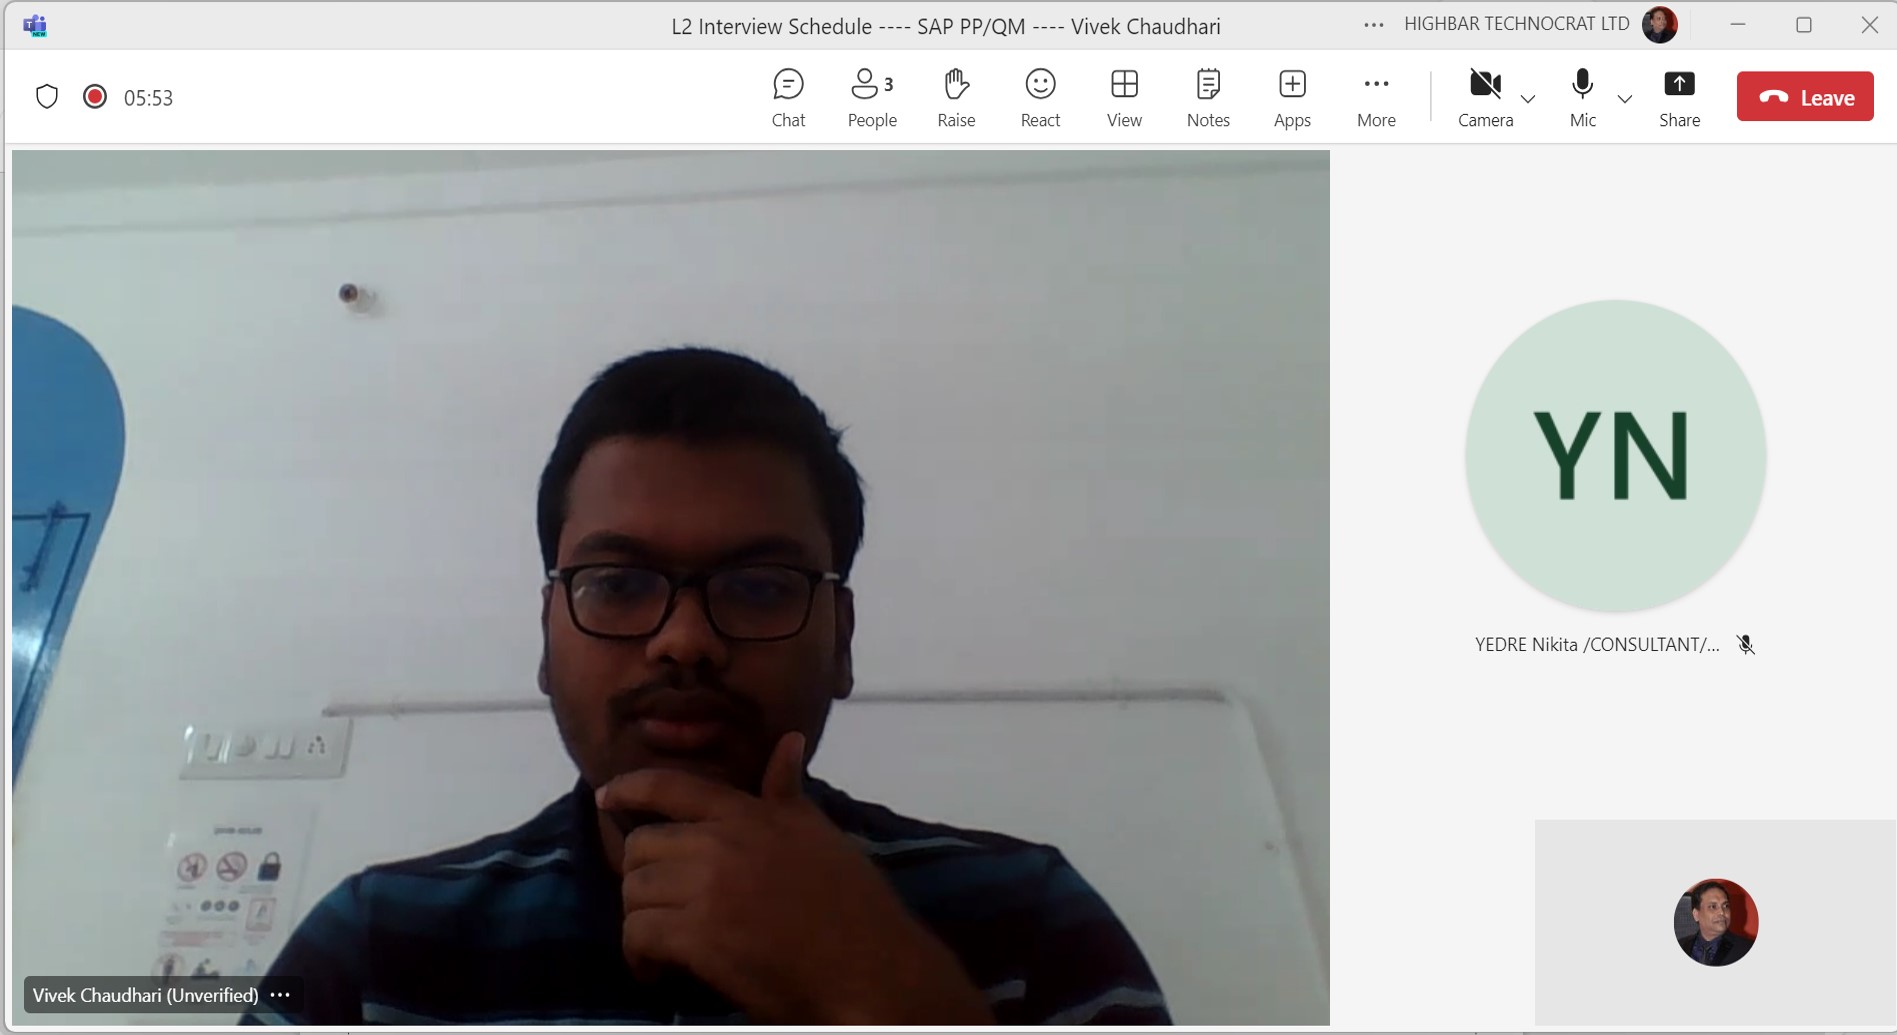 L2 Interview Schedule ---- SAP PP/QM ---- Vivek Chaudhari
HIGHBAR TECHNOCRAT LTD
05:53
Chat
People
3
Raise
React
View
Notes
Apps
More
Camera
Mic
Share
Leave
YN
YEDRE Nikita /CONSULTANT/...
Vivek Chaudhari (Unverified)
T
NEW